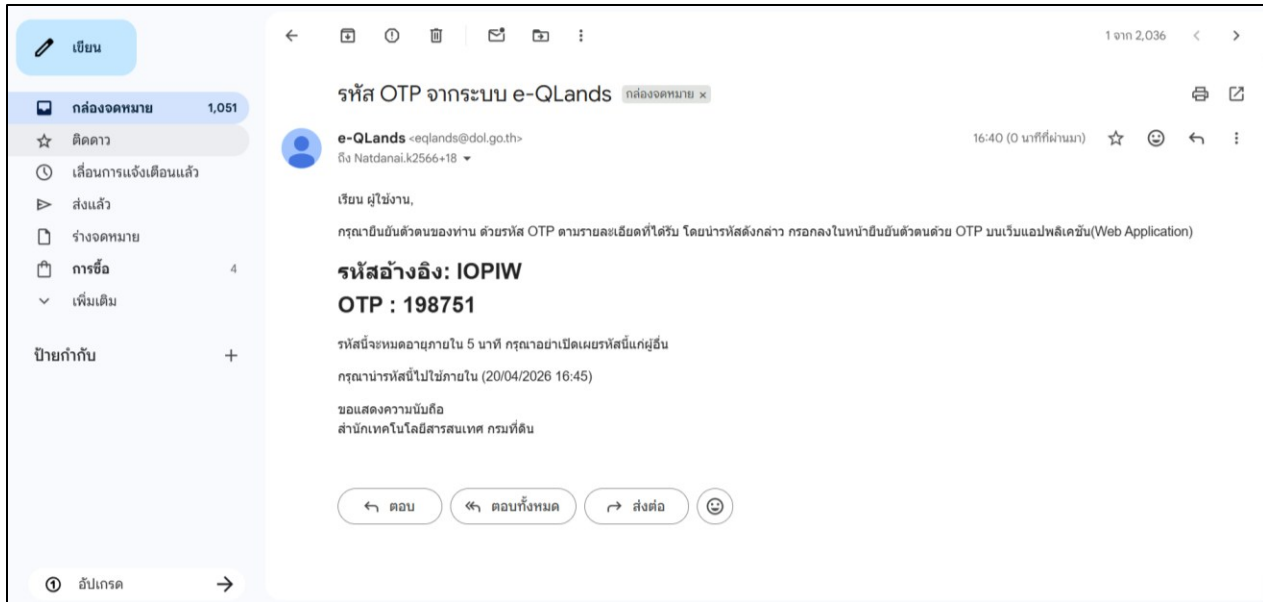 เขียน
1 จาก 2,036
กล่องจดหมาย 1,051
ติดดาว
เลื่อนการแจ้งเตือนแล้ว
ส่งแล้ว
ร่างจดหมาย
การซื้อ 4
เพิ่มเติม
ป้ายกำกับ
อัปเกรด
รหัส OTP จากระบบ e-QLands กล่องจดหมาย ×
e-QLands <eqlands@dol.go.th> 16:40 (0 นาทีที่ผ่านมา)
ถึง Natdanai.k2566+18
เรียน ผู้ใช้งาน,
กรุณายืนยันตัวตนของท่าน ด้วยรหัส OTP ตามรายละเอียดที่ได้รับ โดยนำรหัสดังกล่าว กรอกลงในหน้ายืนยันตัวตนด้วย OTP บนเว็บแอปพลิเคชัน(Web Application)
รหัสอ้างอิง: IOPIW
OTP : 198751
รหัสนี้จะหมดอายุภายใน 5 นาที กรุณาอย่าเปิดเผยรหัสนี้แก่ผู้อื่น
กรุณานำรหัสนี้ไปใช้ภายใน (20/04/2026 16:45)
ขอแสดงความนับถือ
สำนักเทคโนโลยีสารสนเทศ กรมที่ดิน
ตอบ ตอบทั้งหมด ส่งต่อ